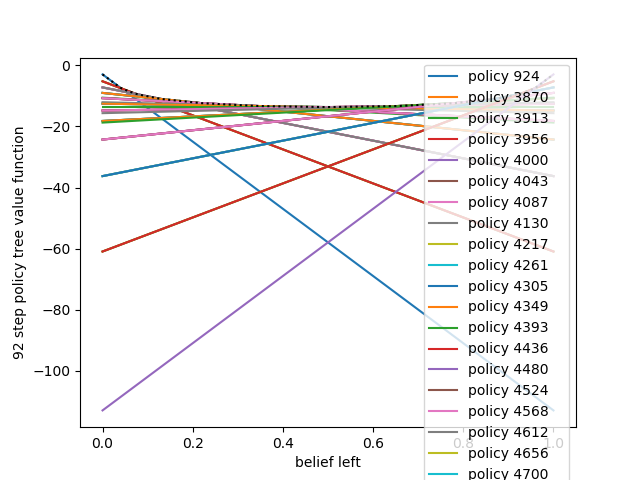 0
−20
−40
−60
−80
−100
92 step policy tree value function
0.0 0.2 0.4 0.6 0.8 1.0
belief left
policy 924
policy 3870
policy 3913
policy 3956
policy 4000
policy 4043
policy 4087
policy 4130
policy 4217
policy 4261
policy 4305
policy 4349
policy 4393
policy 4436
policy 4480
policy 4524
policy 4568
policy 4612
policy 4656
policy 4700